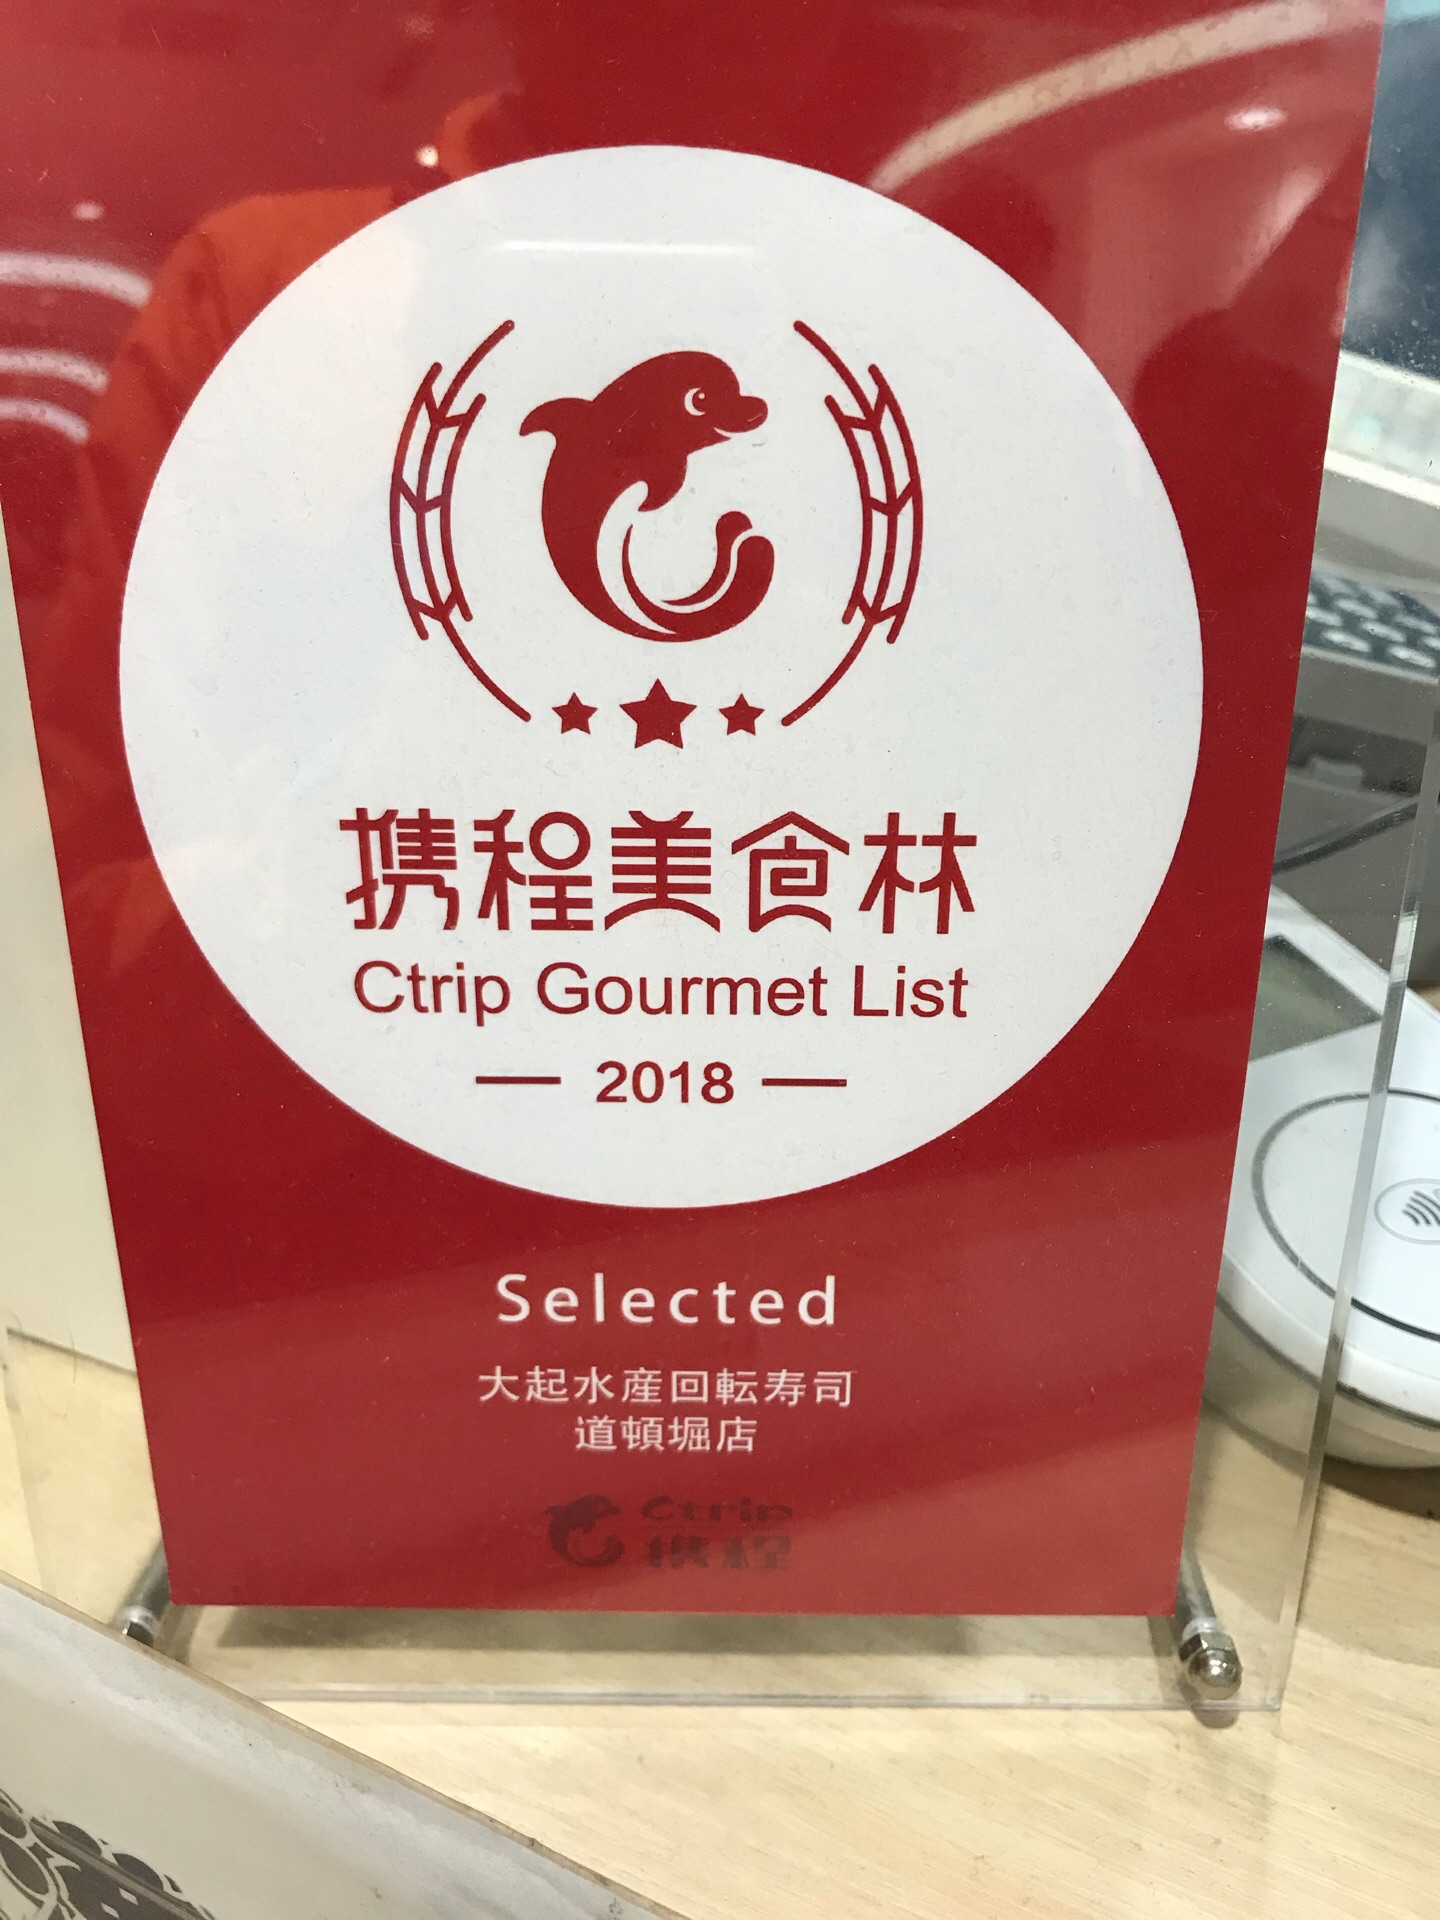 携程美食林
Ctrip Gourmet List
2018
Selected
大起水産回転寿司
道頓堀店
Ctrip
携程